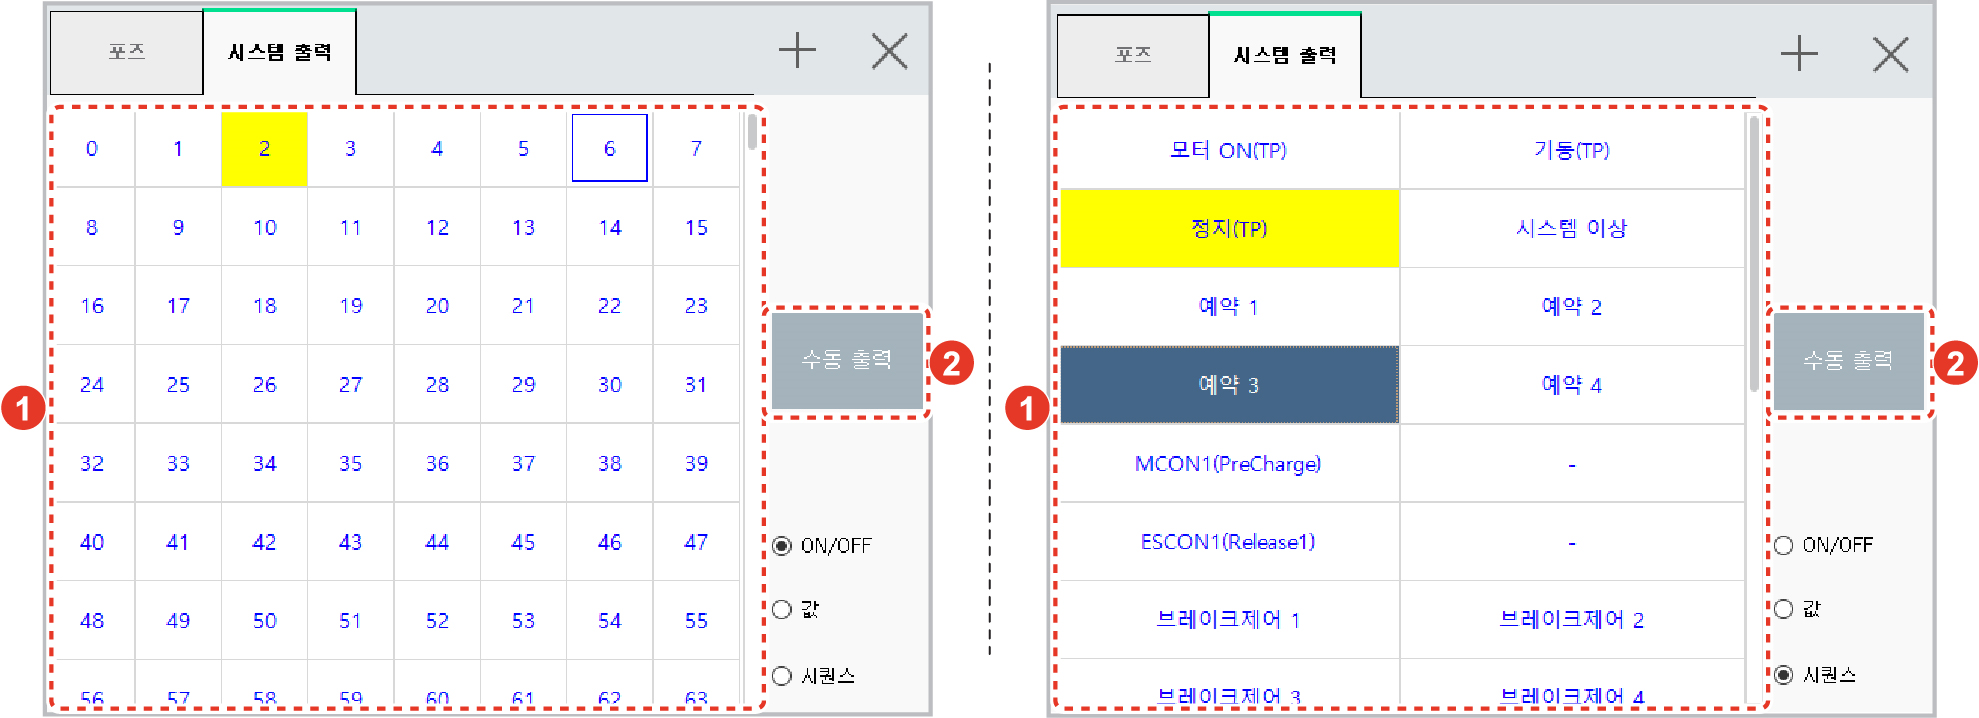 포즈 시스템 출력
0 1 2 3 4 5 6 7
8 9 10 11 12 13 14 15
16 17 18 19 20 21 22 23
24 25 26 27 28 29 30 31
32 33 34 35 36 37 38 39
40 41 42 43 44 45 46 47
48 49 50 51 52 53 54 55
56 57 58 59 60 61 62 63
1
수동 출력
2
ON/OFF
값
시퀀스
포즈 시스템 출력
모터 ON(TP) 기동(TP)
정지(TP) 시스템 이상
예약 1 예약 2
예약 3 예약 4
MCON1(PreCharge) -
ESCON1(Release1) -
브레이크제어 1 브레이크제어 2
브레이크제어 3 브레이크제어 4
1
수동 출력
2
ON/OFF
값
시퀀스